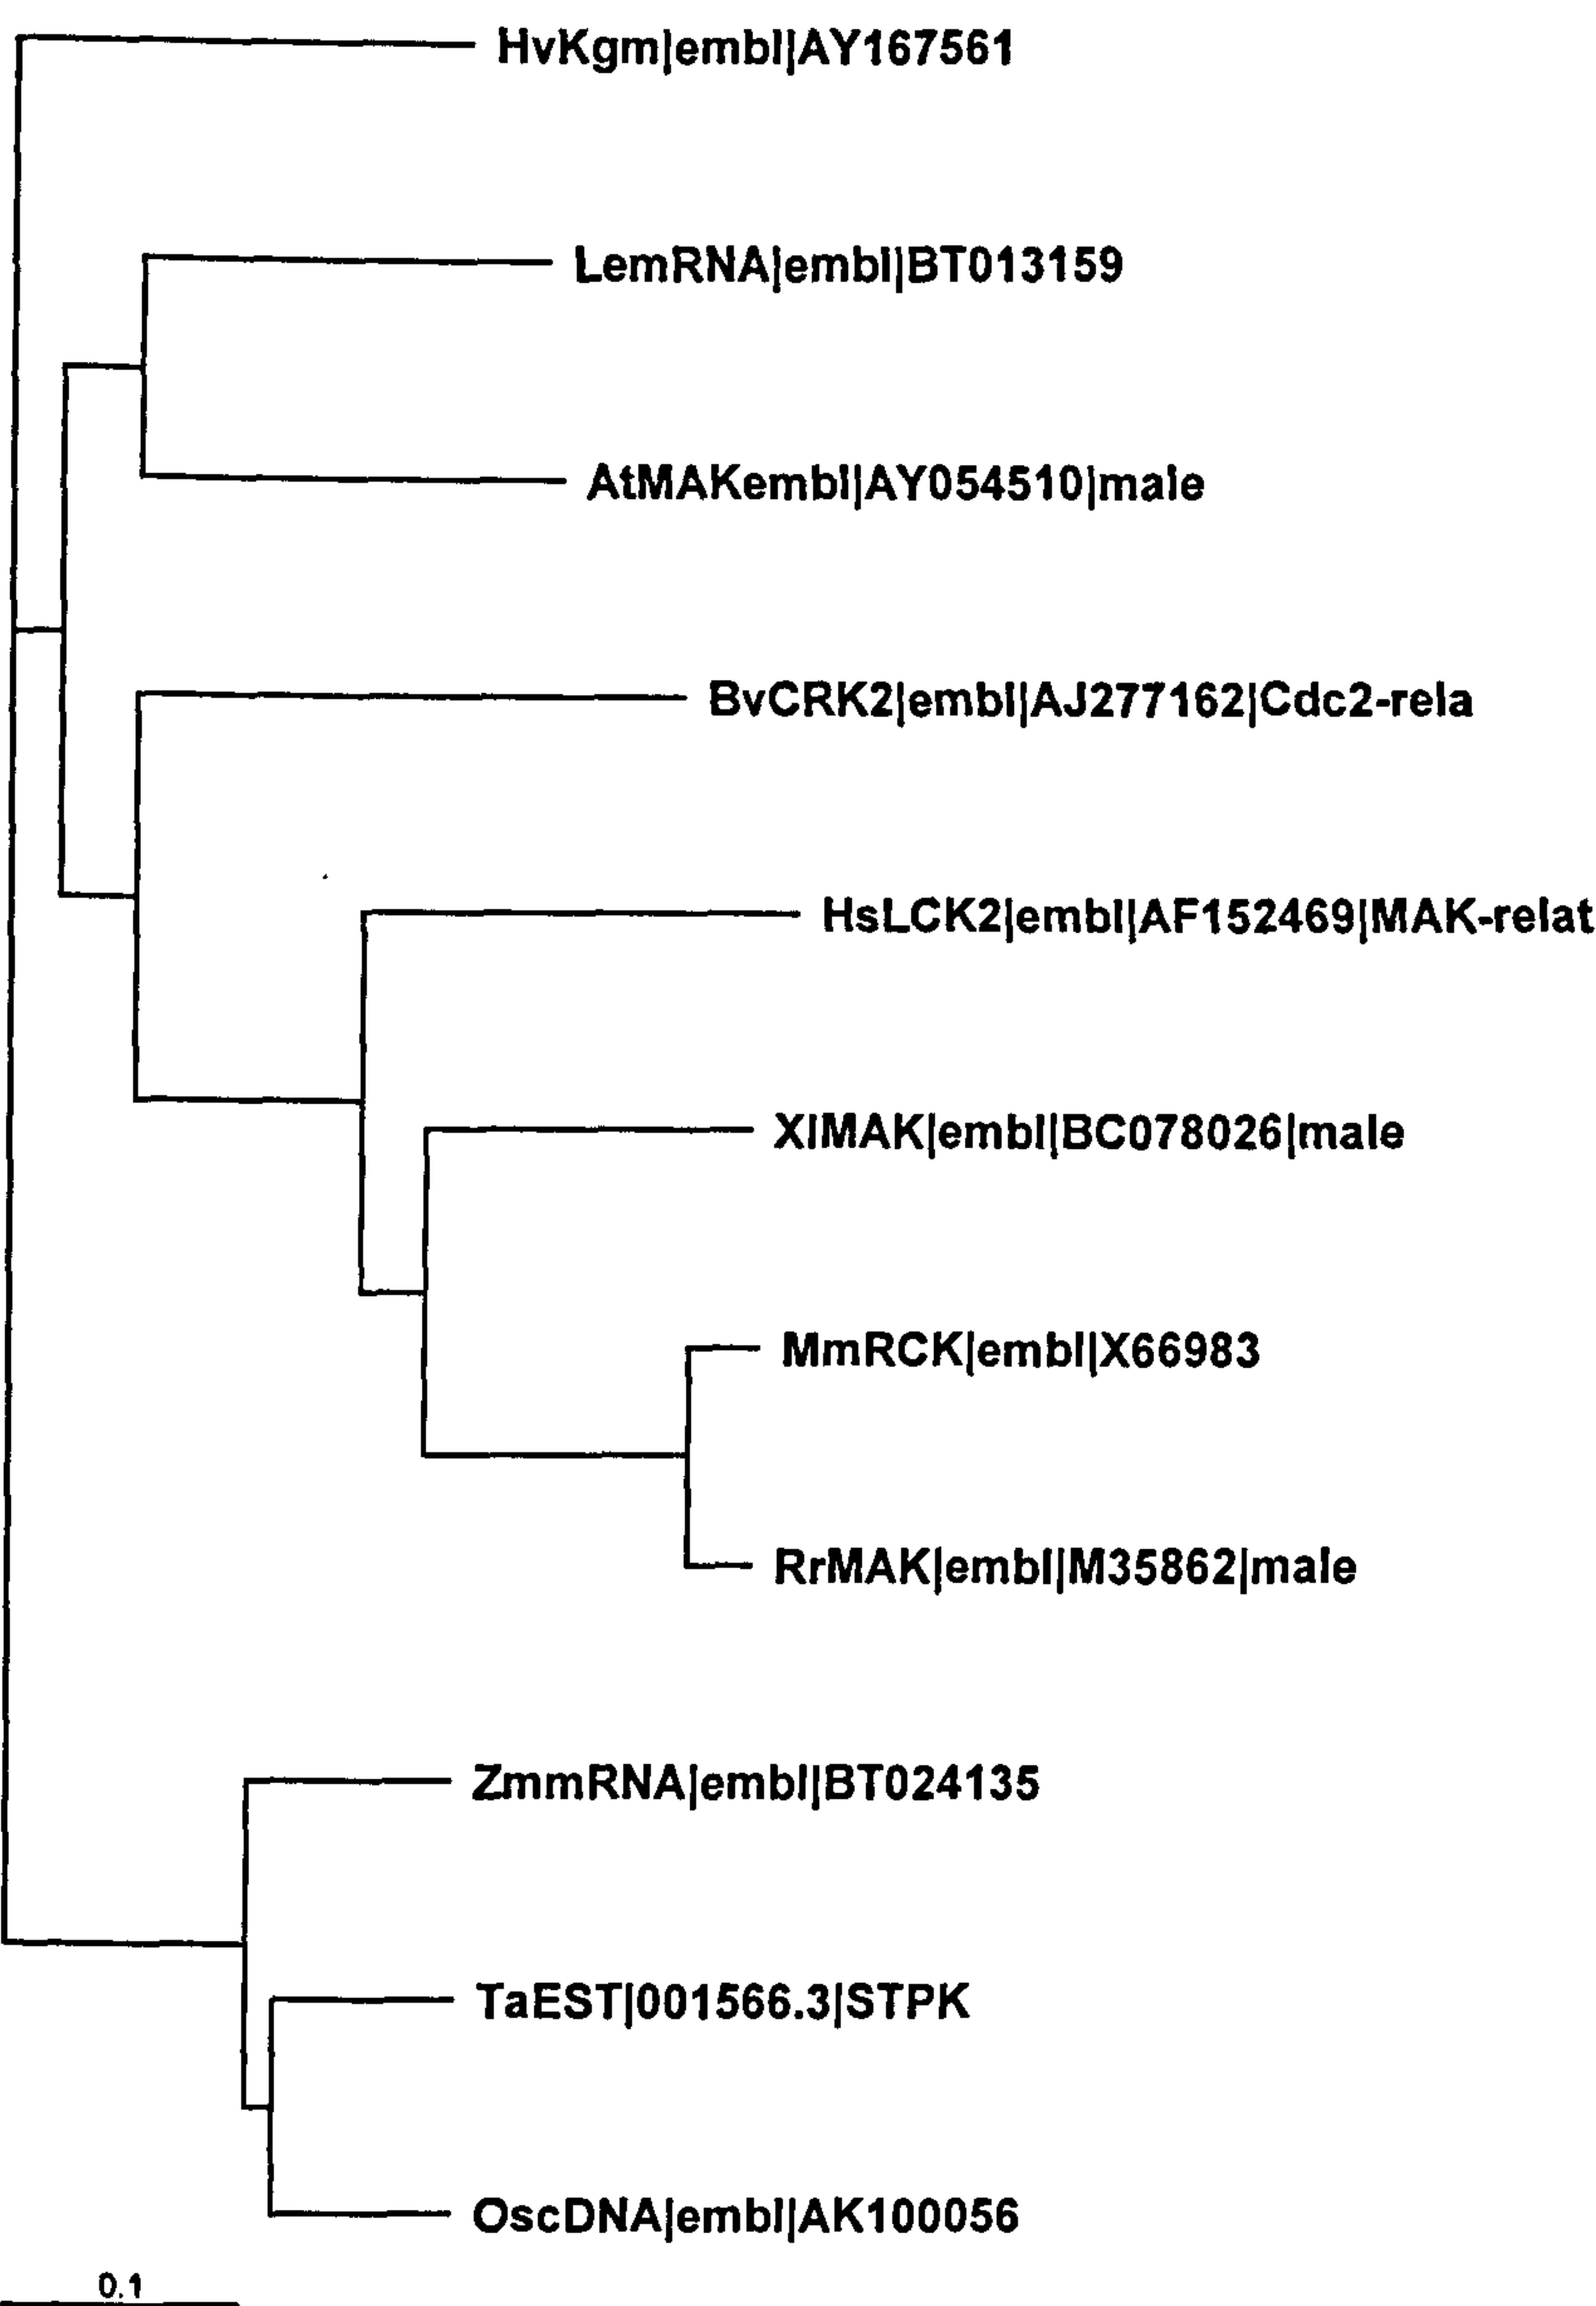 HvKgm|embl|AY167561
LemRNA|embl|BT013159
AtMAKembl|AY054510|male
BvCRK2|embl|AJ277162|Cdc2-rela
HsLCK2|embl|AF152469|MAK-relat
XlMAK|embl|BC078026|male
MmRCK|embl|X66983
RrMAK|embl|M35862|male
ZmmRNA|embl|BT024135
TaEST|001566.3|STPK
OscDNA|embl|AK100056
0.1